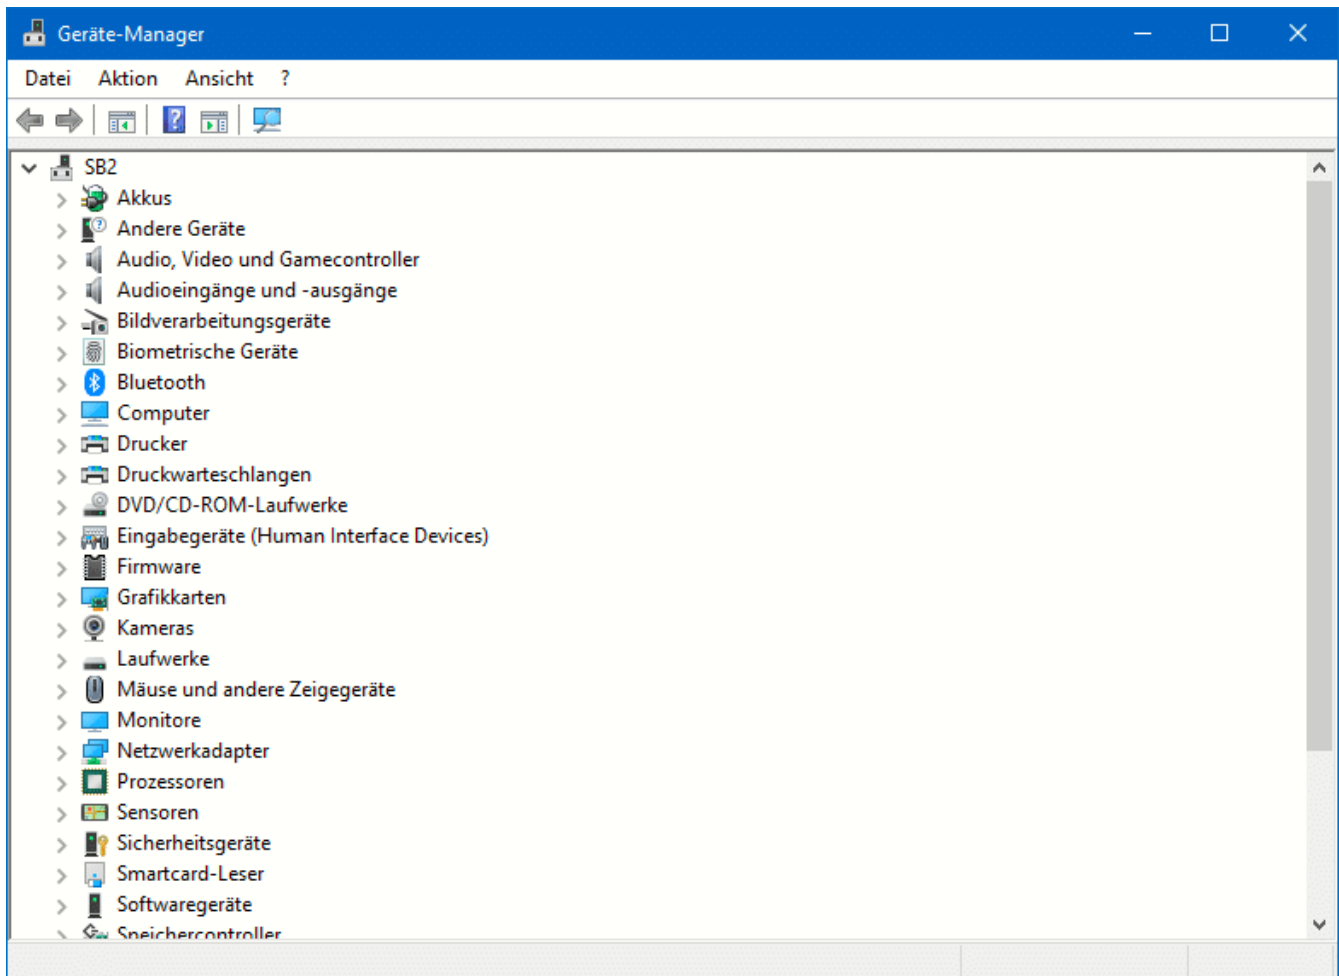 Geräte-Manager
Datei Aktion Ansicht ?
SB2
Akkus
Andere Geräte
Audio, Video und Gamecontroller
Audioeingänge und -ausgänge
Bildverarbeitungsgeräte
Biometrische Geräte
Bluetooth
Computer
Drucker
Druckwarteschlangen
DVD/CD-ROM-Laufwerke
Eingabegeräte (Human Interface Devices)
Firmware
Grafikkarten
Kameras
Laufwerke
Mäuse und andere Zeigegeräte
Monitore
Netzwerkadapter
Prozessoren
Sensoren
Sicherheitsgeräte
Smartcard-Leser
Softwaregeräte
Speichercontroller